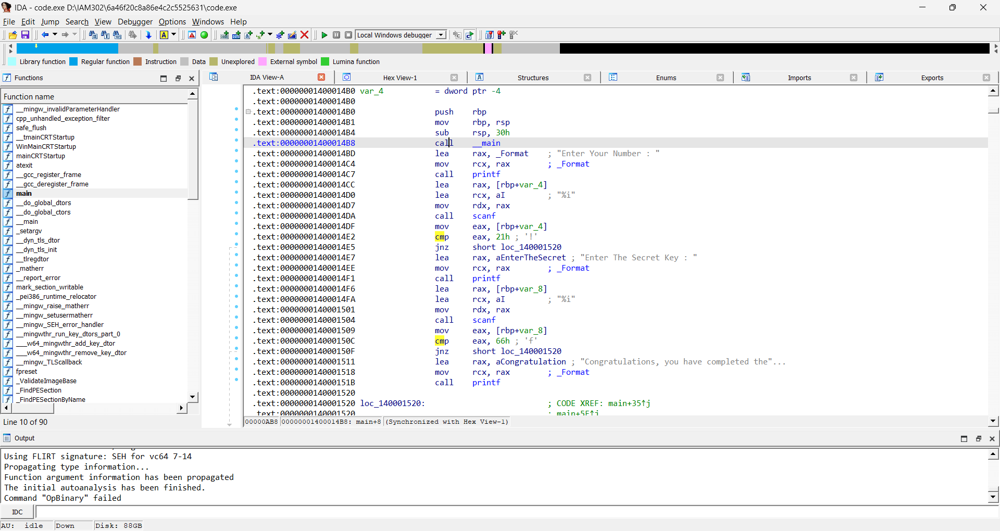 IDA - code.exe D:\IAM302\6a46f20c8a86e4c2c5525631\code.exe
File Edit Jump Search View Debugger Options Windows Help
Local Windows debugger
Library function Regular function Instruction Data Unexplored External symbol Lumina function
Functions
IDA View-A Hex View-1 Structures Enums Imports Exports
Function name
__mingw_invalidParameterHandler
cpp_unhandled_exception_filter
safe_flush
__tmainCRTStartup
WinMainCRTStartup
mainCRTStartup
atexit
__gcc_register_frame
__gcc_deregister_frame
main
__do_global_dtors
__do_global_ctors
__main
_setargv
__dyn_tls_dtor
__dyn_tls_init
__tlregdtor
_matherr
__report_error
mark_section_writable
_pei386_runtime_relocator
__mingw_raise_matherr
__mingw_setusermatherr
__mingw_SEH_error_handler
__mingwthr_run_key_dtors_part_0
___w64_mingwthr_add_key_dtor
___w64_mingwthr_remove_key_dtor
__mingw_TLScallback
fpreset
_ValidateImageBase
_FindPESection
_FindPESectionByName
Line 10 of 90
.text:00000001400014B0 var_4 = dword ptr -4
.text:00000001400014B0
.text:00000001400014B0 push rbp
.text:00000001400014B1 mov rbp, rsp
.text:00000001400014B4 sub rsp, 30h
.text:00000001400014B8 call __main
.text:00000001400014BD lea rax, _Format ; "Enter Your Number : "
.text:00000001400014C4 mov rcx, rax ; _Format
.text:00000001400014C7 call printf
.text:00000001400014CC lea rax, [rbp+var_4]
.text:00000001400014D0 lea rcx, aI ; "%i"
.text:00000001400014D7 mov rdx, rax
.text:00000001400014DA call scanf
.text:00000001400014DF mov eax, [rbp+var_4]
.text:00000001400014E2 cmp eax, 21h ; '!'
.text:00000001400014E5 jnz short loc_140001520
.text:00000001400014E7 lea rax, aEnterTheSecret ; "Enter The Secret Key : "
.text:00000001400014EE mov rcx, rax ; _Format
.text:00000001400014F1 call printf
.text:00000001400014F6 lea rax, [rbp+var_8]
.text:00000001400014FA lea rcx, aI ; "%i"
.text:0000000140001501 mov rdx, rax
.text:0000000140001504 call scanf
.text:0000000140001509 mov eax, [rbp+var_8]
.text:000000014000150C cmp eax, 66h ; 'f'
.text:000000014000150F jnz short loc_140001520
.text:0000000140001511 lea rax, aCongratulation ; "Congratulations, you have completed the"...
.text:0000000140001518 mov rcx, rax ; _Format
.text:000000014000151B call printf
.text:0000000140001520
.text:0000000140001520 loc_140001520: ; CODE XREF: main+35↑j
.text:0000000140001520 ; main+5F↑j
00000AB8 00000001400014B8: main+8 (Synchronized with Hex View-1)
Output
Using FLIRT signature: SEH for vc64 7-14
Propagating type information...
Function argument information has been propagated
The initial autoanalysis has been finished.
Command "OpBinary" failed
IDC
AU: idle Down Disk: 88GB